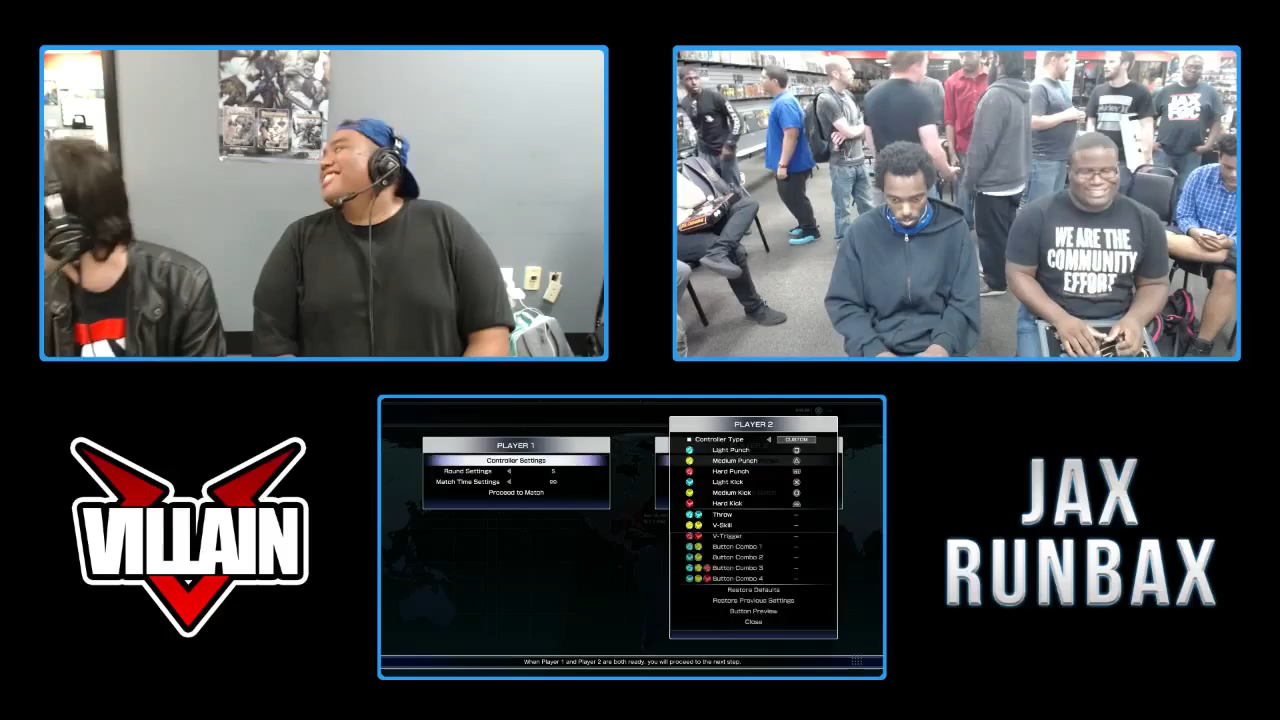 JAX
WE ARE THE
COMMUNITY
EFFORT
VILLAIN
PLAYER 1
Controller Settings
Round Settings 5
Match Time Settings 99
Proceed to Match
PLAYER 2
Controller Type CUSTOM
Light Punch
Medium Punch
Hard Punch
Light Kick
Medium Kick
Hard Kick
Throw -
V-Skill -
V-Trigger -
Button Combo 1 -
Button Combo 2 -
Button Combo 3 -
Button Combo 4 -
Restore Defaults
Restore Previous Settings
Button Preview
Close
When Player 1 and Player 2 are both ready, you will proceed to the next step.
JAX
RUNBAX